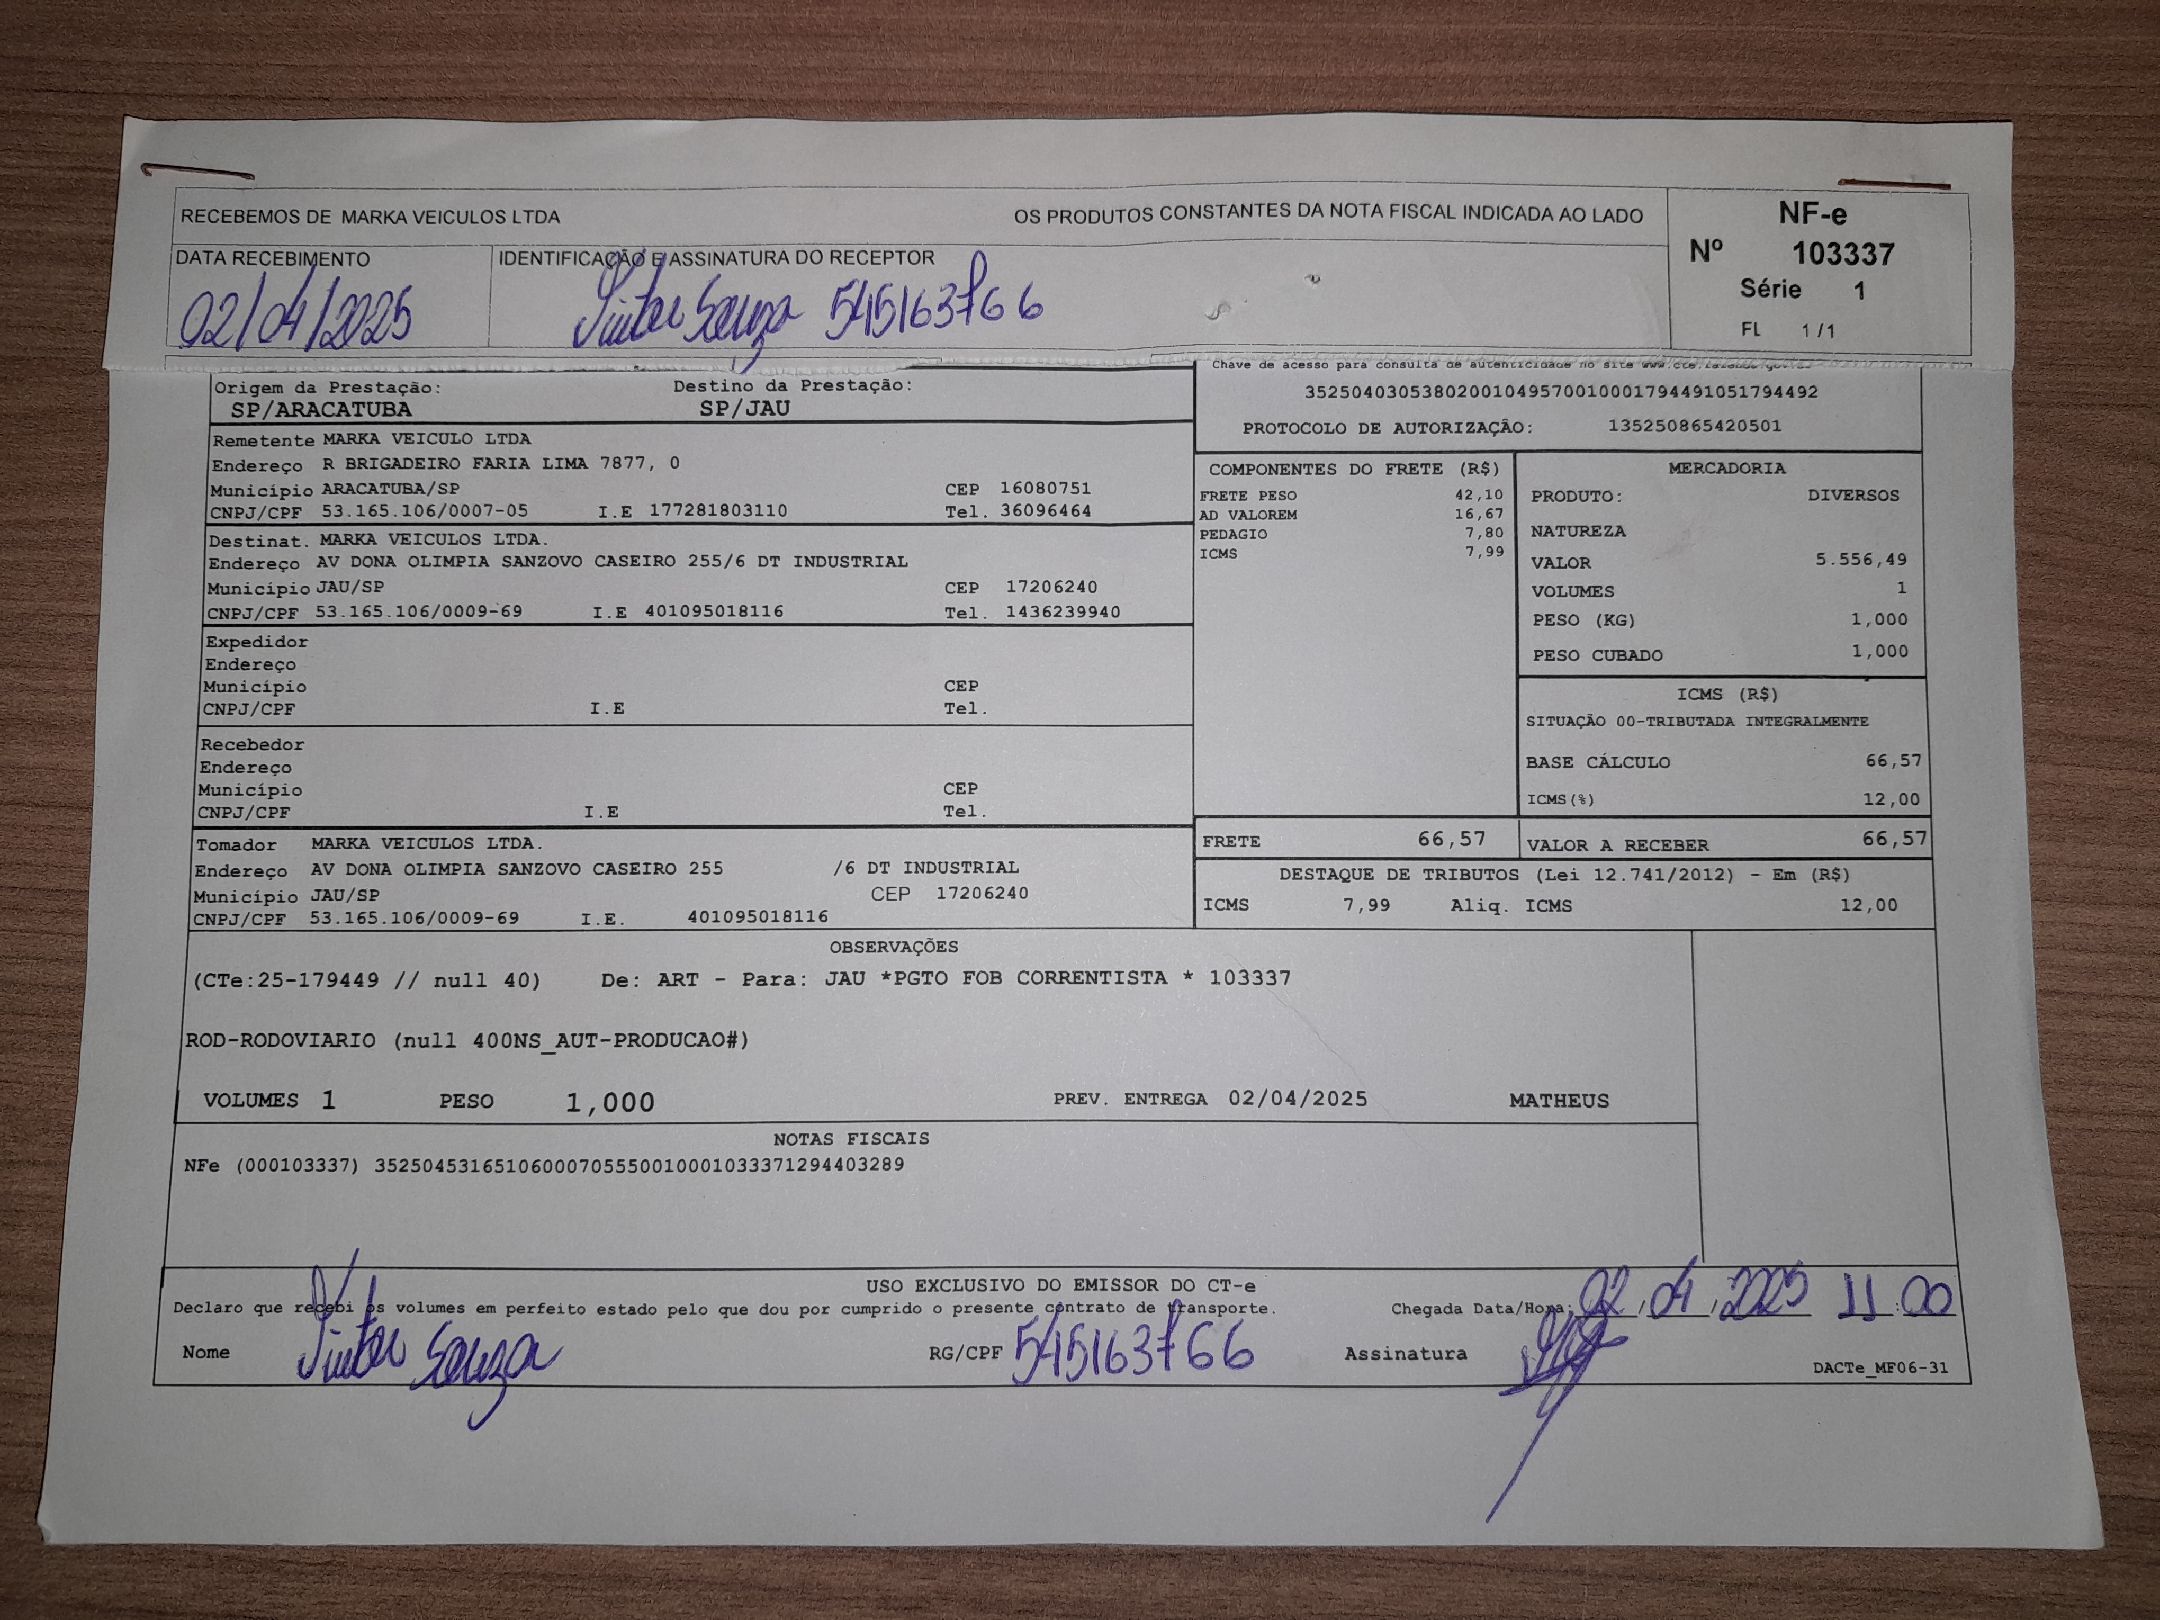 RECEBEMOS DE MARKA VEICULOS LTDA OS PRODUTOS CONSTANTES DA NOTA FISCAL INDICADA AO LADO
NF-e
Nº 103337
Série 1
FL 1 /1
DATA RECEBIMENTO IDENTIFICAÇÃO E ASSINATURA DO RECEPTOR
02/04/2025 Souza 545163766
Chave de acesso para consulta de autenticidade no site
35250403053802001049570010001794491051794492
PROTOCOLO DE AUTORIZAÇÃO: 135250865420501
Origem da Prestação: Destino da Prestação:
SP/ARACATUBA SP/JAU
Remetente MARKA VEICULO LTDA
Endereço R BRIGADEIRO FARIA LIMA 7877, 0
Município ARACATUBA/SP CEP 16080751
CNPJ/CPF 53.165.106/0007-05 I.E 177281803110 Tel. 36096464
Destinat. MARKA VEICULOS LTDA.
Endereço AV DONA OLIMPIA SANZOVO CASEIRO 255/6 DT INDUSTRIAL
Município JAU/SP CEP 17206240
CNPJ/CPF 53.165.106/0009-69 I.E 401095018116 Tel. 1436239940
Expedidor
Endereço
Município CEP
CNPJ/CPF I.E Tel.
Recebedor
Endereço
Município CEP
CNPJ/CPF I.E Tel.
Tomador MARKA VEICULOS LTDA.
Endereço AV DONA OLIMPIA SANZOVO CASEIRO 255 /6 DT INDUSTRIAL
Município JAU/SP CEP 17206240
CNPJ/CPF 53.165.106/0009-69 I.E. 401095018116
COMPONENTES DO FRETE (R$)
FRETE PESO 42,10
AD VALOREM 16,67
PEDAGIO 7,80
ICMS 7,99
MERCADORIA
PRODUTO: DIVERSOS
NATUREZA
VALOR 5.556,49
VOLUMES 1
PESO (KG) 1,000
PESO CUBADO 1,000
ICMS (R$)
SITUAÇÃO 00-TRIBUTADA INTEGRALMENTE
BASE CÁLCULO 66,57
ICMS(%) 12,00
FRETE 66,57 VALOR A RECEBER 66,57
DESTAQUE DE TRIBUTOS (Lei 12.741/2012) - Em (R$)
ICMS 7,99 Aliq. ICMS 12,00
OBSERVAÇÕES
(CTe:25-179449 // null 40) De: ART - Para: JAU *PGTO FOB CORRENTISTA * 103337
ROD-RODOVIARIO (null 400NS_AUT-PRODUCAO#)
VOLUMES 1 PESO 1,000 PREV. ENTREGA 02/04/2025 MATHEUS
NOTAS FISCAIS
NFe (000103337) 35250453165106000705550010001033371294403289
USO EXCLUSIVO DO EMISSOR DO CT-e
Declaro que recebi os volumes em perfeito estado pelo que dou por cumprido o presente contrato de transporte. Chegada Data/Hora: 02/04/2025 11:00
Nome Souza RG/CPF 545163766 Assinatura
DACTe_MF06-31